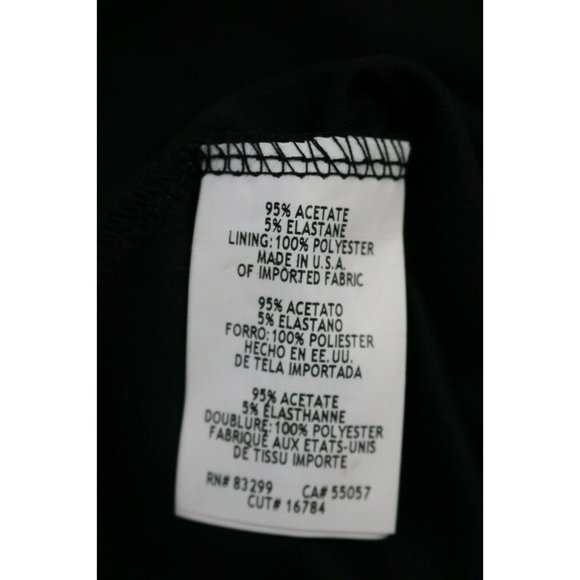 95% ACETATE
5% ELASTANE
LINING: 100% POLYESTER
MADE IN U.S.A.
OF IMPORTED FABRIC
95% ACETATO
5% ELASTANO
FORRO: 100% POLIESTER
HECHO EN EE.UU.
DE TELA IMPORTADA
95% ACETATE
5% ÉLASTHANNE
DOUBLURE: 100% POLYESTER
FABRIQUÉ AUX ETATS-UNIS
DE TISSU IMPORTE
RN# 83299 CA# 55057
CUT# 16784